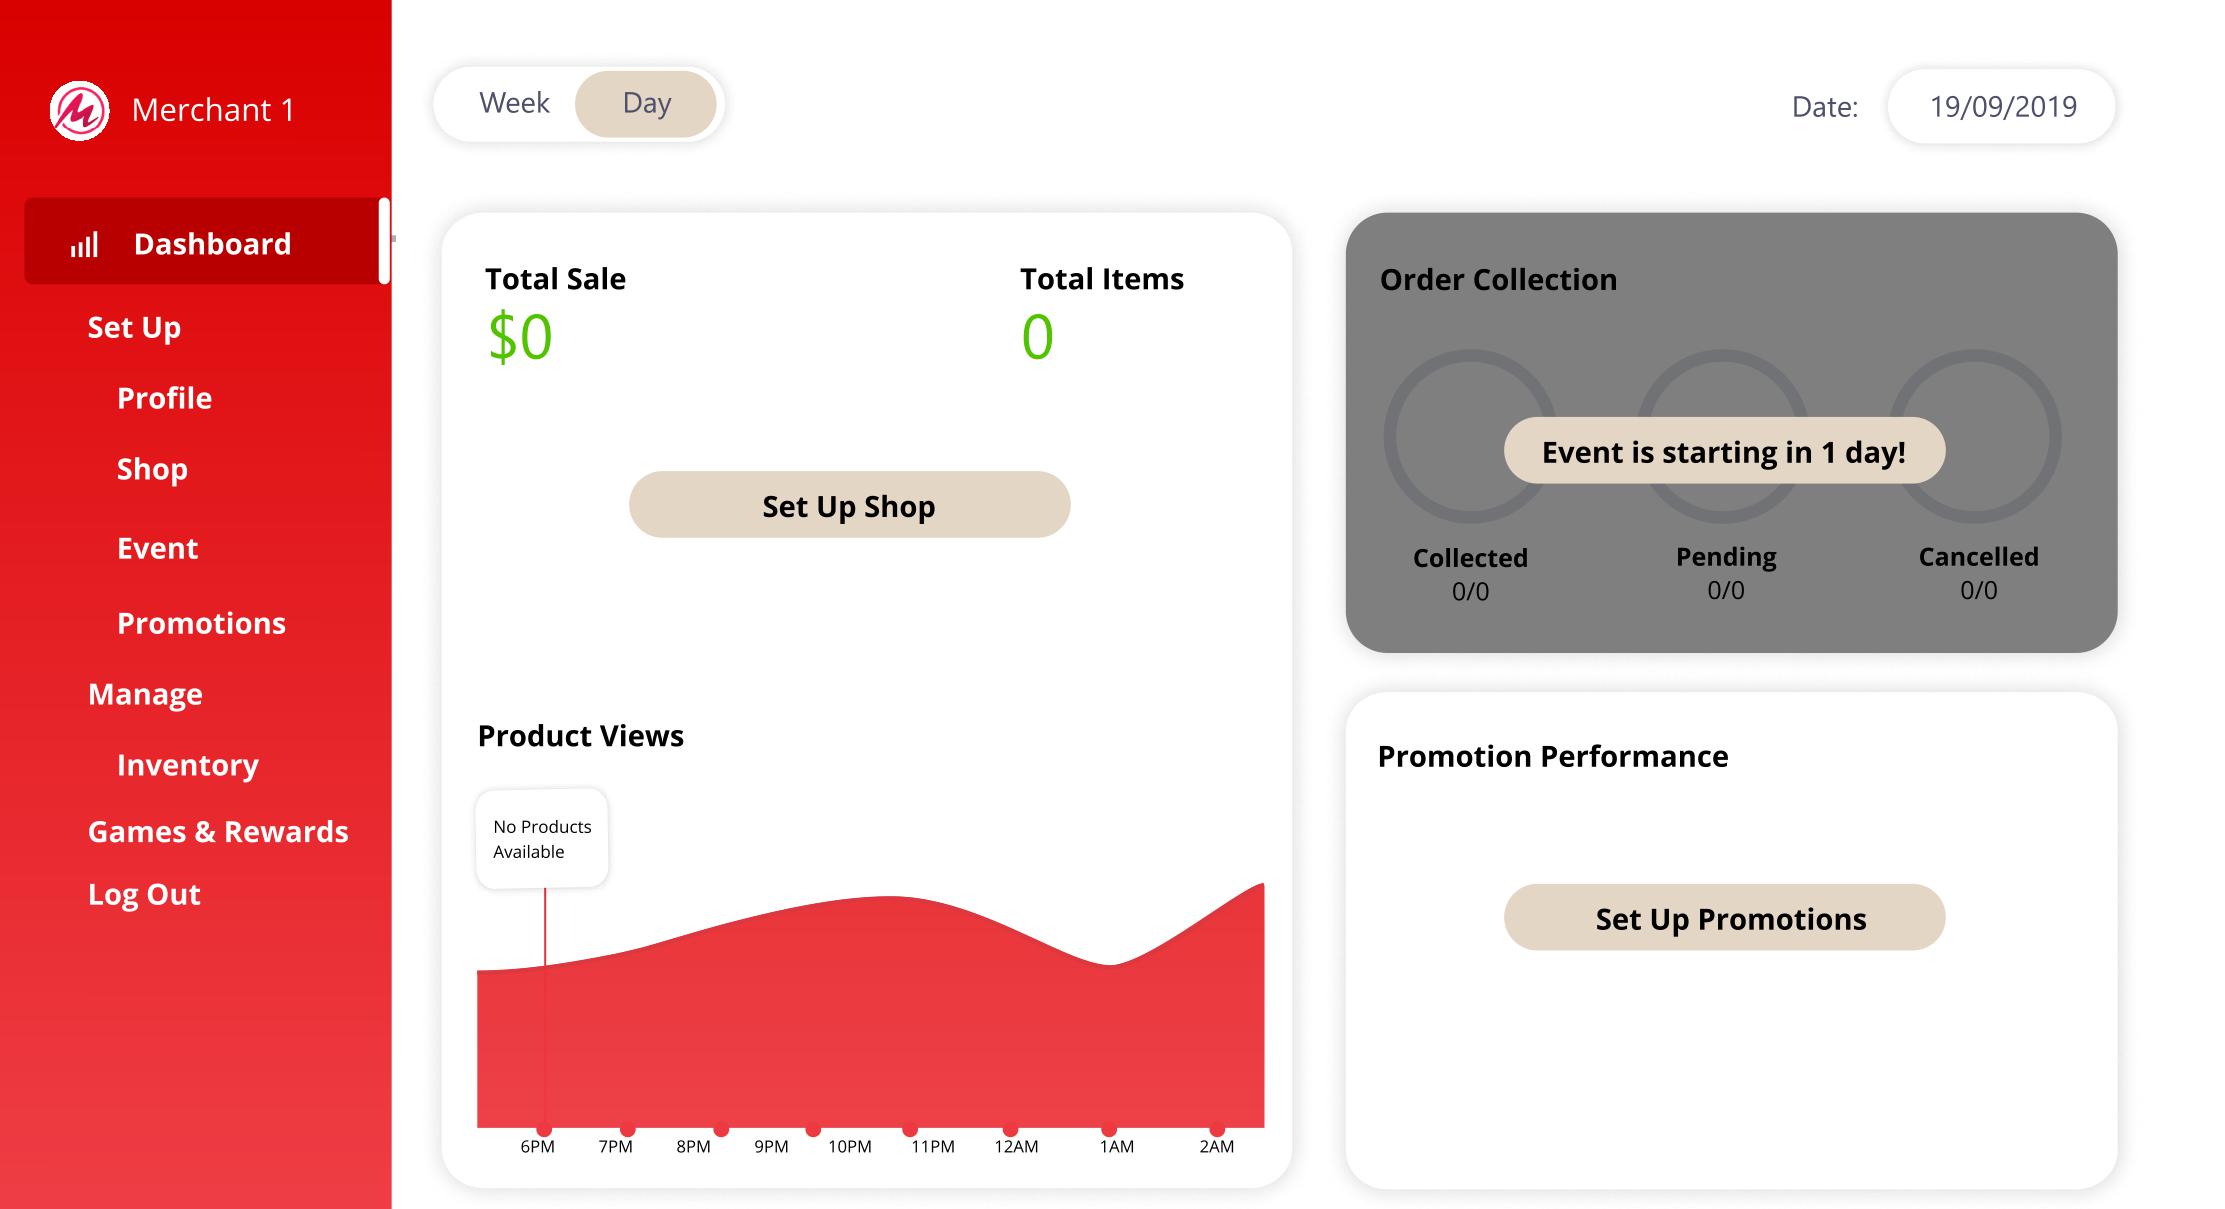 Merchant 1
Dashboard
Set Up
Profile
Shop
Event
Promotions
Manage
Inventory
Games & Rewards
Log Out
Week
Day
Date:
19/09/2019
Total Sale
$0
Total Items
0
Set Up Shop
Product Views
No Products
Available
6PM
7PM
8PM
9PM
10PM
11PM
12AM
1AM
2AM
Order Collection
Event is starting in 1 day!
Collected
0/0
Pending
0/0
Cancelled
0/0
Promotion Performance
Set Up Promotions